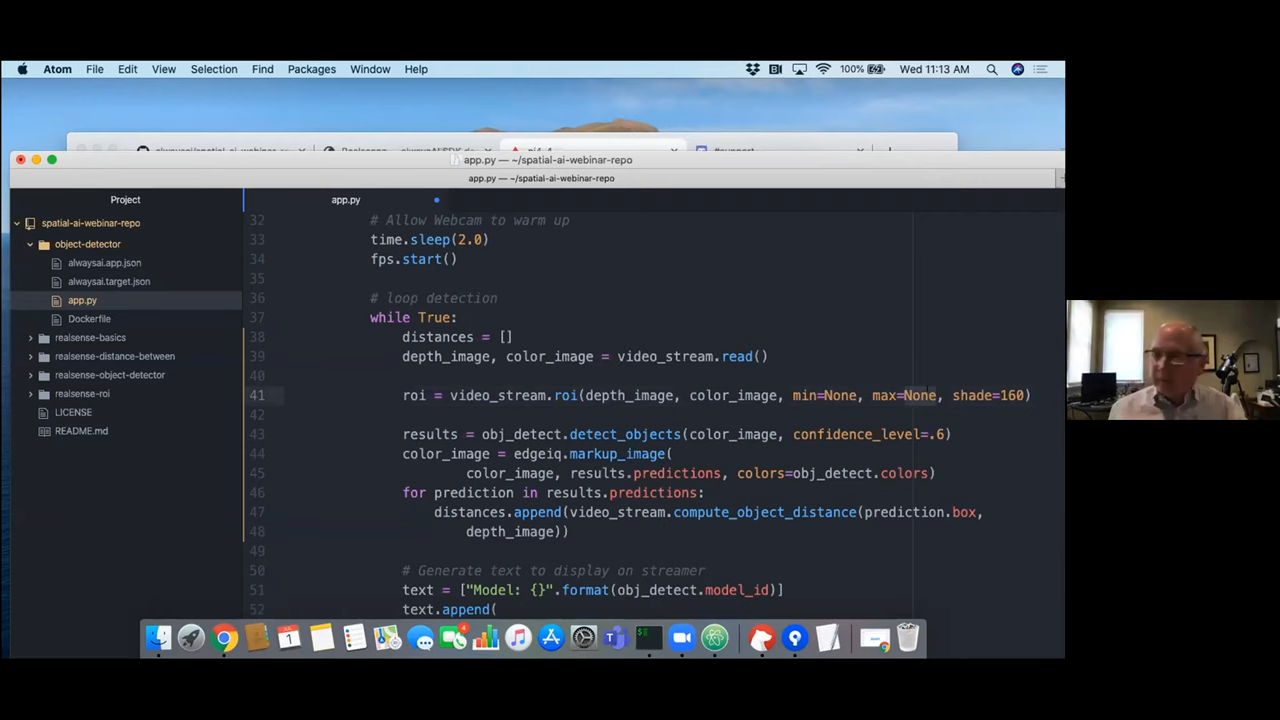 Atom File Edit View Selection Find Packages Window Help 100% Wed 11:13 AM
app.py — ~/spatial-ai-webinar-repo
app.py — ~/spatial-ai-webinar-repo
Project
app.py
spatial-ai-webinar-repo
object-detector
alwaysai.app.json
alwaysai.target.json
app.py
Dockerfile
realsense-basics
realsense-distance-between
realsense-object-detector
realsense-roi
LICENSE
README.md
32 # Allow Webcam to warm up
33 time.sleep(2.0)
34 fps.start()
35
36 # loop detection
37 while True:
38 distances = []
39 depth_image, color_image = video_stream.read()
40
41 roi = video_stream.roi(depth_image, color_image, min=None, max=None, shade=160)
42
43 results = obj_detect.detect_objects(color_image, confidence_level=.6)
44 color_image = edgeiq.markup_image(
45 color_image, results.predictions, colors=obj_detect.colors)
46 for prediction in results.predictions:
47 distances.append(video_stream.compute_object_distance(prediction.box,
48 depth_image))
49
50 # Generate text to display on streamer
51 text = ["Model: {}".format(obj_detect.model_id)]
52 text.append(